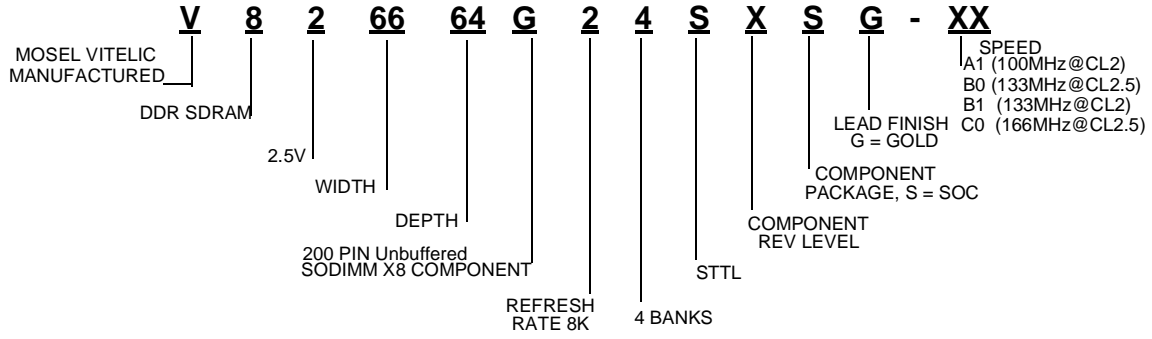 V 8 2 66 64 G 2 4 S X S G - XX
MOSEL VITELIC
MANUFACTURED
DDR SDRAM
2.5V
WIDTH
DEPTH
200 PIN Unbuffered
SODIMM X8 COMPONENT
REFRESH
RATE 8K
4 BANKS
STTL
COMPONENT
REV LEVEL
COMPONENT
PACKAGE, S = SOC
LEAD FINISH
G = GOLD
SPEED
A1 (100MHz@CL2)
B0 (133MHz@CL2.5)
B1 (133MHz@CL2)
C0 (166MHz@CL2.5)